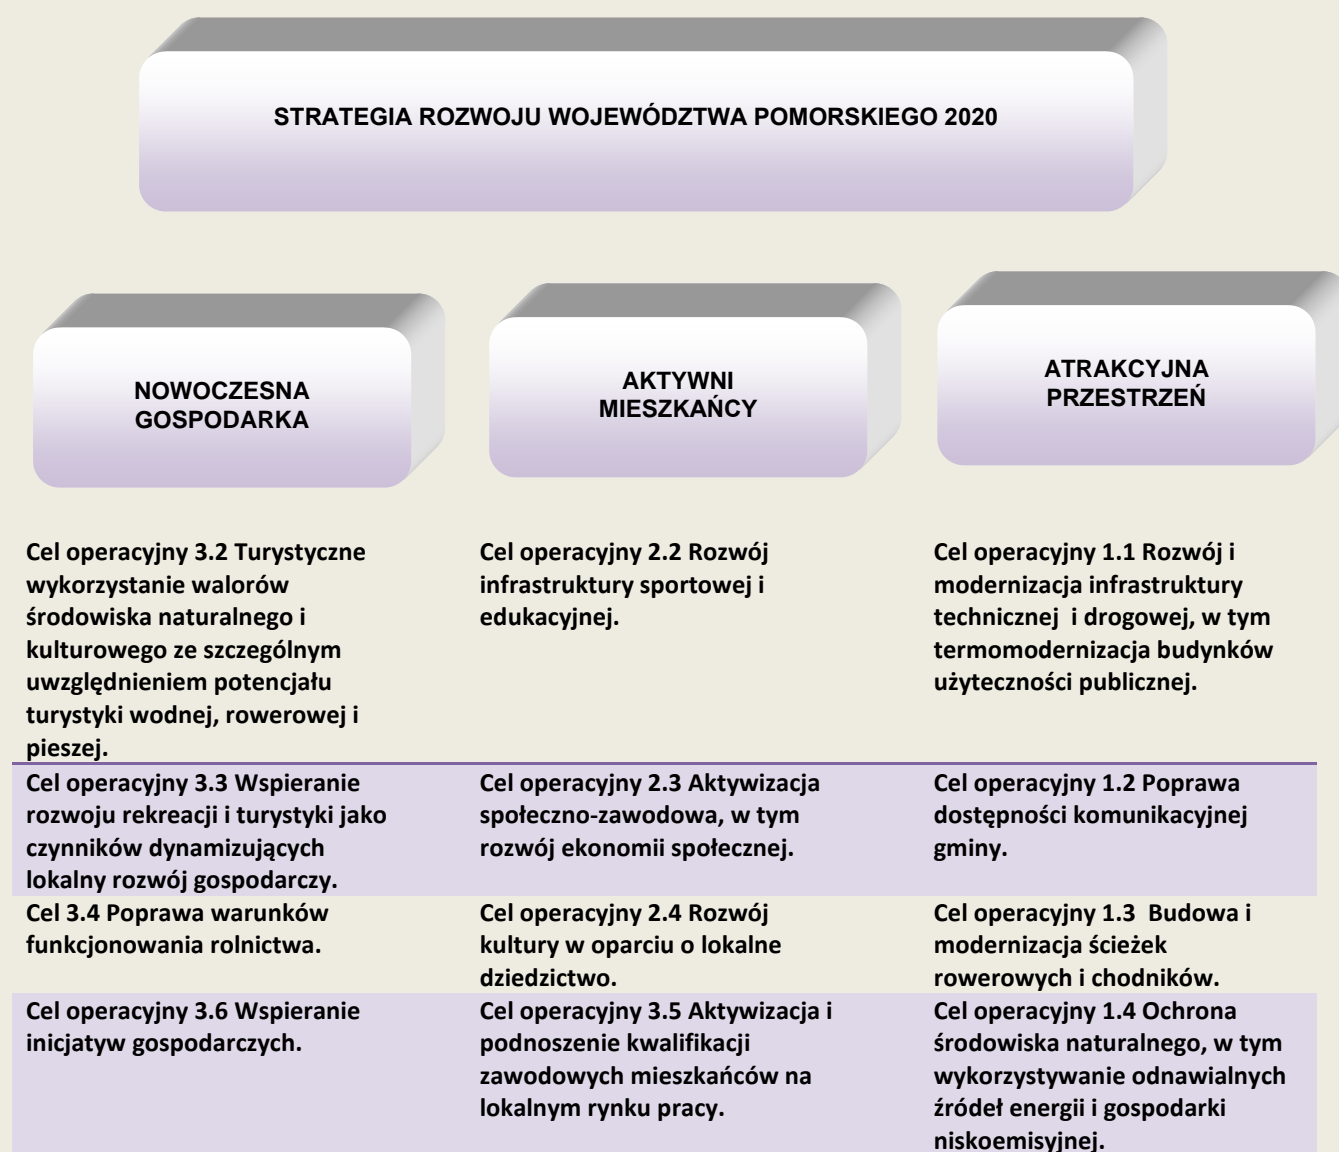 STRATEGIA ROZWOJU WOJEWÓDZTWA POMORSKIEGO 2020
NOWOCZESNA
GOSPODARKA
AKTYWNI
MIESZKAŃCY
ATRAKCYJNA
PRZESTRZEŃ
Cel operacyjny 3.2 Turystyczne
wykorzystanie walorów
środowiska naturalnego i
kulturowego ze szczególnym
uwzględnieniem potencjału
turystyki wodnej, rowerowej i
pieszej.
Cel operacyjny 2.2 Rozwój
infrastruktury sportowej i
edukacyjnej.
Cel operacyjny 1.1 Rozwój i
modernizacja infrastruktury
technicznej  i drogowej, w tym
termomodernizacja budynków
użyteczności publicznej.
Cel operacyjny 3.3 Wspieranie
rozwoju rekreacji i turystyki jako
czynników dynamizujących
lokalny rozwój gospodarczy.
Cel operacyjny 2.3 Aktywizacja
społeczno-zawodowa, w tym
rozwój ekonomii społecznej.
Cel operacyjny 1.2 Poprawa
dostępności komunikacyjnej
gminy.
Cel 3.4 Poprawa warunków
funkcjonowania rolnictwa.
Cel operacyjny 2.4 Rozwój
kultury w oparciu o lokalne
dziedzictwo.
Cel operacyjny 1.3  Budowa i
modernizacja ścieżek
rowerowych i chodników.
Cel operacyjny 3.6 Wspieranie
inicjatyw gospodarczych.
Cel operacyjny 3.5 Aktywizacja i
podnoszenie kwalifikacji
zawodowych mieszkańców na
lokalnym rynku pracy.
Cel operacyjny 1.4 Ochrona
środowiska naturalnego, w tym
wykorzystywanie odnawialnych
źródeł energii i gospodarki
niskoemisyjnej.